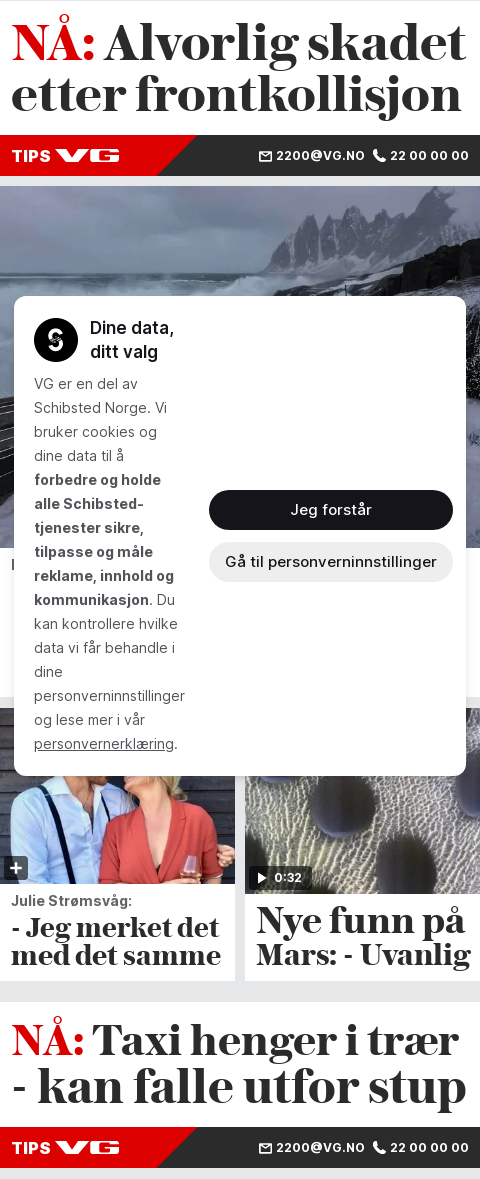 NÅ: Alvorlig skadet
etter frontkollisjon
TIPS VG 2200@VG.NO 22 00 00 00
Dine data,
ditt valg
VG er en del av
Schibsted Norge. Vi
bruker cookies og
dine data til å
forbedre og holde
alle Schibsted-
tjenester sikre,
tilpasse og måle
reklame, innhold og
kommunikasjon. Du
kan kontrollere hvilke
data vi får behandle i
dine
personverninnstillinger
og lese mer i vår
personvernerklæring.
Jeg forstår
Gå til personverninnstillinger
0:32
Julie Strømsvåg:
- Jeg merket det
med det samme
Nye funn på
Mars: - Uvanlig
NÅ: Taxi henger i trær
- kan falle utfor stup
TIPS VG 2200@VG.NO 22 00 00 00